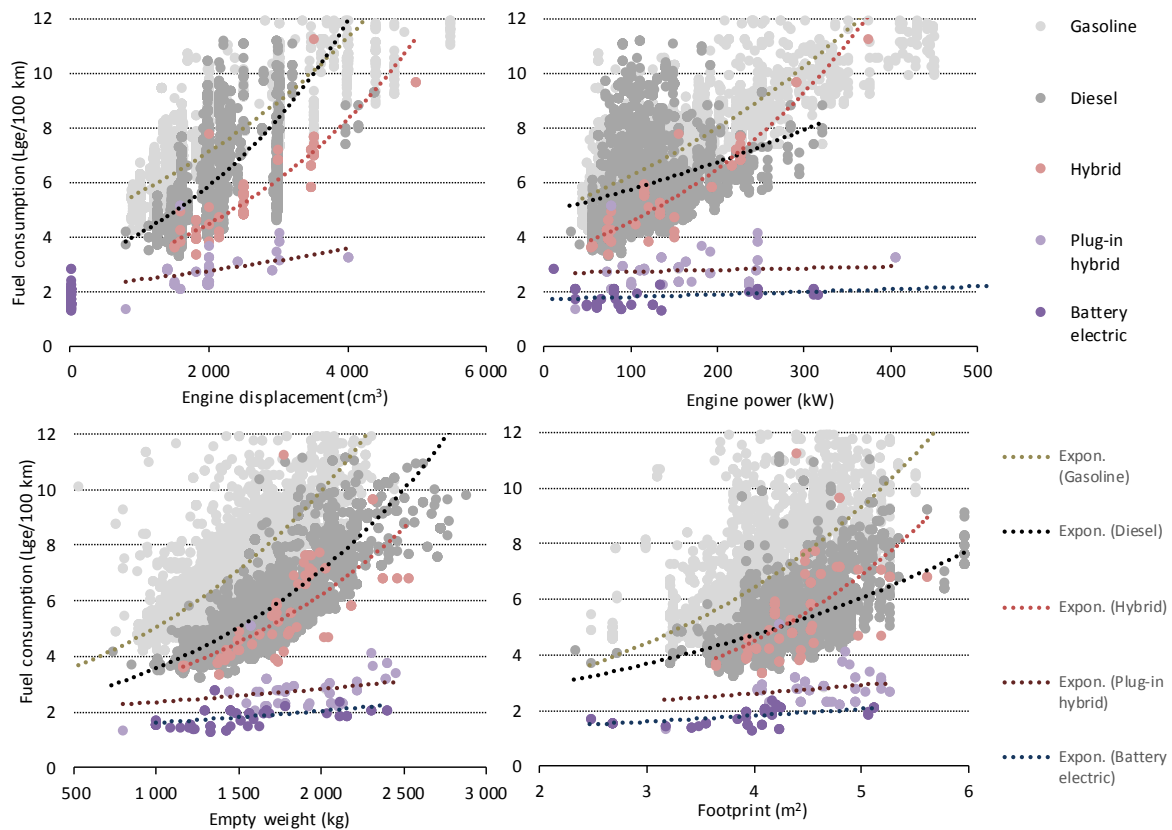 Fuel consumption (Lge/100 km)
12
10
8
6
4
2
0
0
2 000
4 000
6 000
Engine displacement (cm³)
12
10
8
6
4
2
0
0
100
200
300
400
500
Engine power (kW)
Gasoline
Diesel
Hybrid
Plug-in
hybrid
Battery
electric
Fuel consumption (Lge/100 km)
12
10
8
6
4
2
0
500
1 000
1 500
2 000
2 500
3 000
Empty weight (kg)
12
10
8
6
4
2
0
2
3
4
5
6
Footprint (m²)
Expon.
(Gasoline)
Expon. (Diesel)
Expon. (Hybrid)
Expon. (Plug-in
hybrid)
Expon. (Battery
electric)